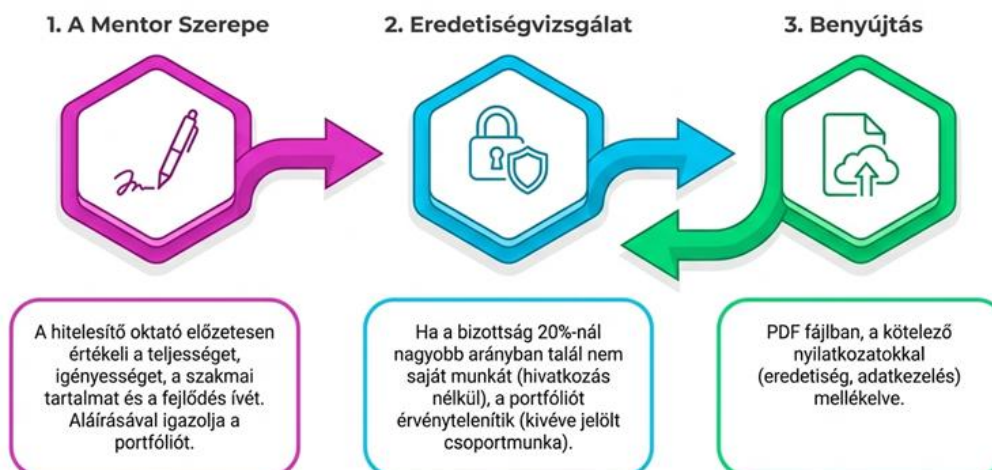 1. A Mentor Szerepe
2. Eredetiségvizsgálat
3. Benyújtás
A hitelesítő oktató előzetesen
értékeli a teljességet,
igényességet, a szakmai
tartalmat és a fejlődés ívét.
Aláírásával igazolja a
portfóliót.
Ha a bizottság 20%-nál
nagyobb arányban talál nem
saját munkát (hivatkozás
nélkül), a portfóliót
érvénytelenítik (kivéve jelölt
csoportmunka).
PDF fájlban, a kötelező
nyilatkozatokkal
(eredetiség, adatkezelés)
mellékelve.